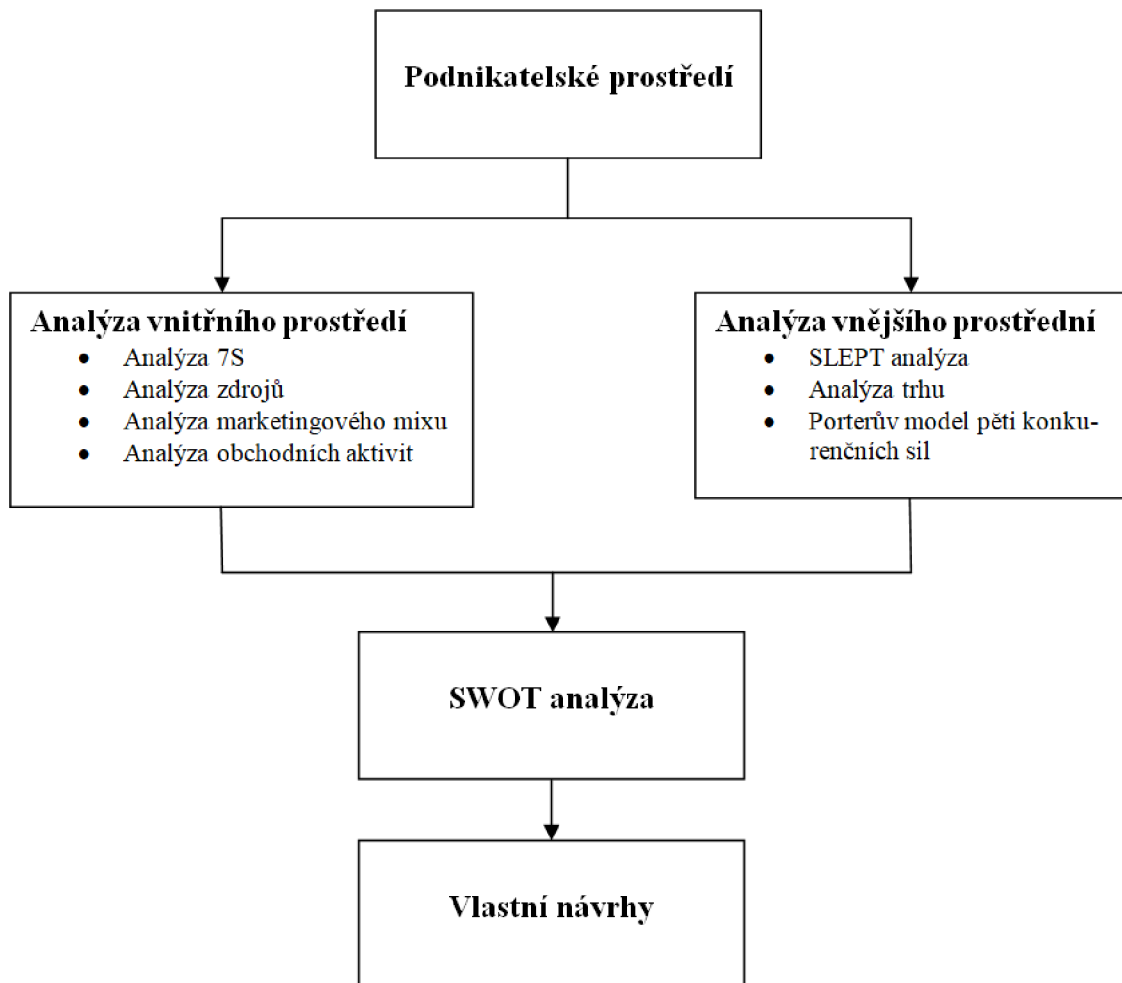 Podnikatelské prostředí
Analýza vnitřního prostředí
• Analýza 7S
• Analýza zdrojů
• Analýza marketingového mixu
• Analýza obchodních aktivit
Analýza vnějšího prostřední
• SLEPT analýza
• Analýza trhu
• Porterův model pěti konku-
renčních sil
SWOT analýza
Vlastní návrhy